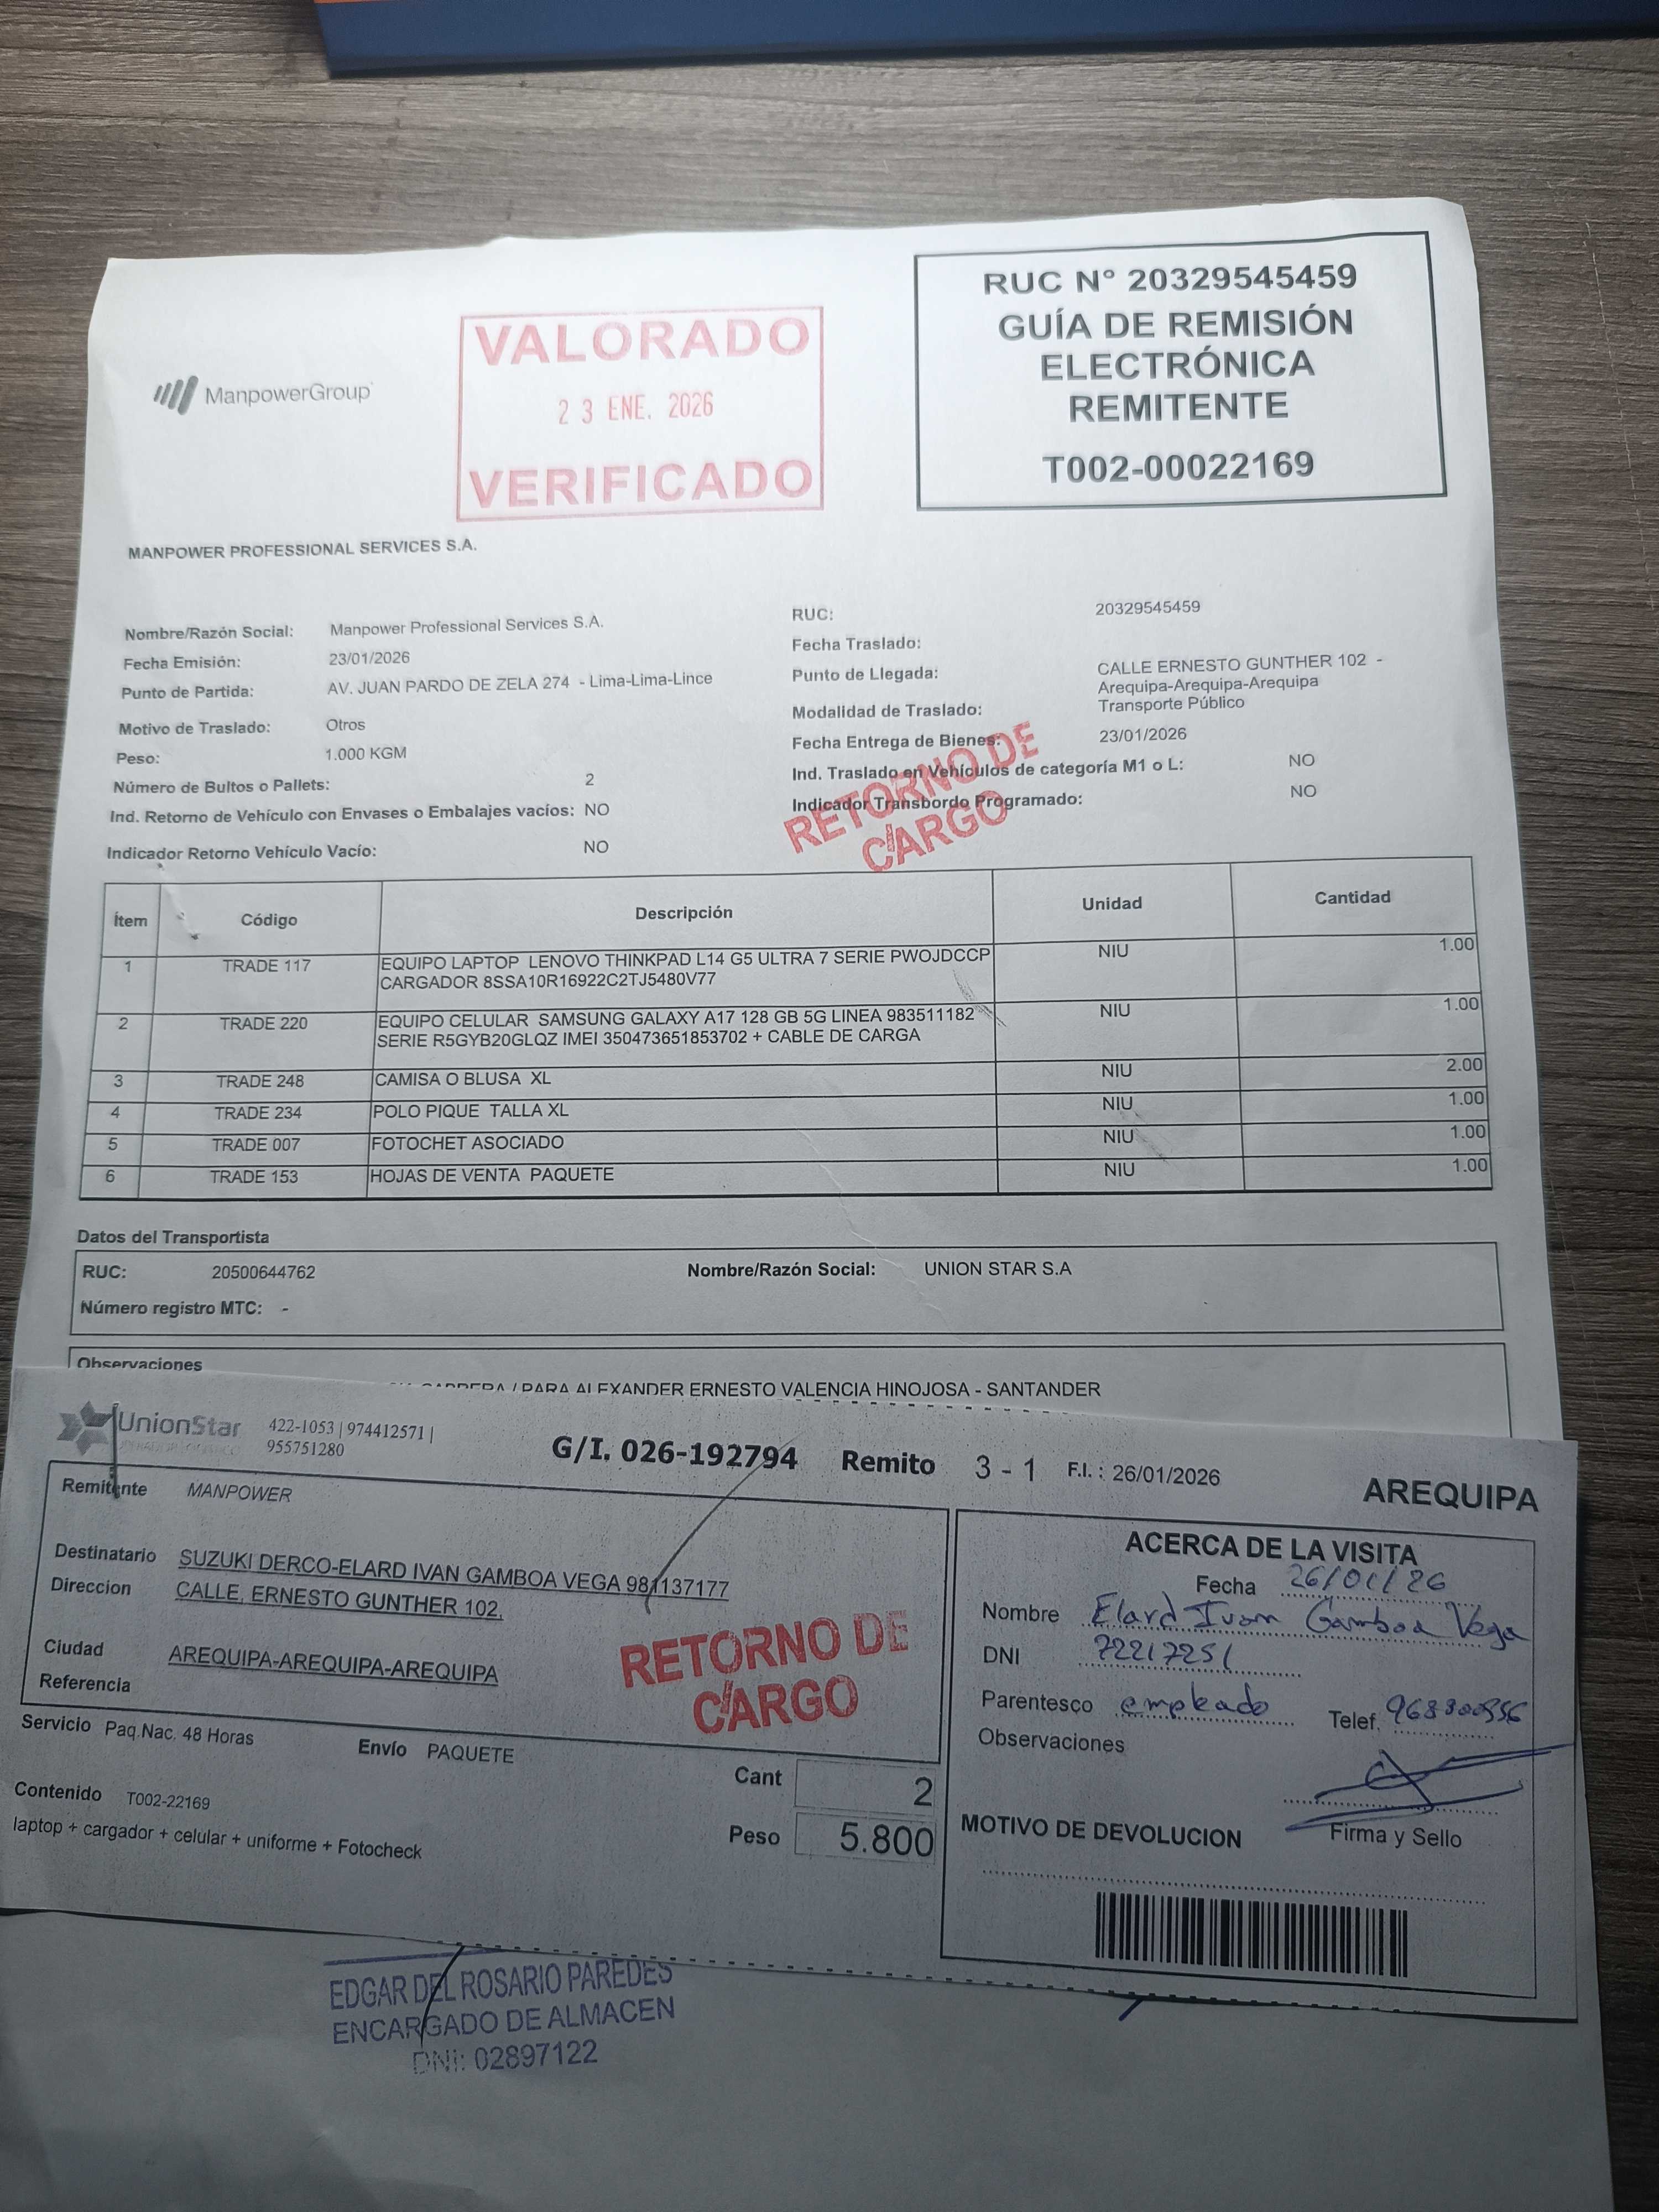 RUC N° 20329545459
GUÍA DE REMISIÓN
ELECTRÓNICA
REMITENTE
T002-00022169
ManpowerGroup
VALORADO
23 ENE. 2026
VERIFICADO
MANPOWER PROFESSIONAL SERVICES S.A.
Nombre/Razón Social: Manpower Professional Services S.A.
Fecha Emisión: 23/01/2026
Punto de Partida: AV. JUAN PARDO DE ZELA 274 - Lima-Lima-Lince
Motivo de Traslado: Otros
Peso: 1.000 KGM
Número de Bultos o Pallets: 2
Ind. Retorno de Vehículo con Envases o Embalajes vacíos: NO
Indicador Retorno Vehículo Vacío: NO
RUC: 20329545459
Fecha Traslado:
Punto de Llegada: CALLE ERNESTO GUNTHER 102 -
Arequipa-Arequipa-Arequipa
Modalidad de Traslado: Transporte Público
Fecha Entrega de Bienes: 23/01/2026
Ind. Traslado en Vehículos de categoría M1 o L: NO
Indicador Transbordo Programado: NO
RETORNO DE
CARGO
Ítem Código Descripción Unidad Cantidad
1 TRADE 117 EQUIPO LAPTOP LENOVO THINKPAD L14 G5 ULTRA 7 SERIE PWOJDCCP NIU 1.00
CARGADOR 8SSA10R16922C2TJ5480V77
2 TRADE 220 EQUIPO CELULAR SAMSUNG GALAXY A17 128 GB 5G LINEA 983511182 NIU 1.00
SERIE R5GYB20GLQZ IMEI 350473651853702 + CABLE DE CARGA
3 TRADE 248 CAMISA O BLUSA XL NIU 2.00
4 TRADE 234 POLO PIQUE TALLA XL NIU 1.00
5 TRADE 007 FOTOCHET ASOCIADO NIU 1.00
6 TRADE 153 HOJAS DE VENTA PAQUETE NIU 1.00
Datos del Transportista
RUC: 20500644762 Nombre/Razón Social: UNION STAR S.A
Número registro MTC: -
Observaciones
CARRERA / PARA ALEXANDER ERNESTO VALENCIA HINOJOSA - SANTANDER
UnionStar 422-1053 | 974412571 |
955751280
G/I. 026-192794 Remito 3 - 1 F.I. : 26/01/2026 AREQUIPA
Remitente MANPOWER
Destinatario SUZUKI DERCO-ELARD IVAN GAMBOA VEGA 981137177
Direccion CALLE, ERNESTO GUNTHER 102,
Ciudad AREQUIPA-AREQUIPA-AREQUIPA
Referencia
RETORNO DE
CARGO
Servicio Paq.Nac. 48 Horas Envío PAQUETE
Cant 2
Contenido T002-22169
Peso 5.800
laptop + cargador + celular + uniforme + Fotocheck
ACERCA DE LA VISITA
Fecha 26/01/26
Nombre Elard Ivan Gamboa Vega
DNI 72217251
Parentesco empleado Telef.
Observaciones
Firma y Sello
MOTIVO DE DEVOLUCION
EDGAR DEL ROSARIO PAREDES
ENCARGADO DE ALMACEN
DNI: 02897122